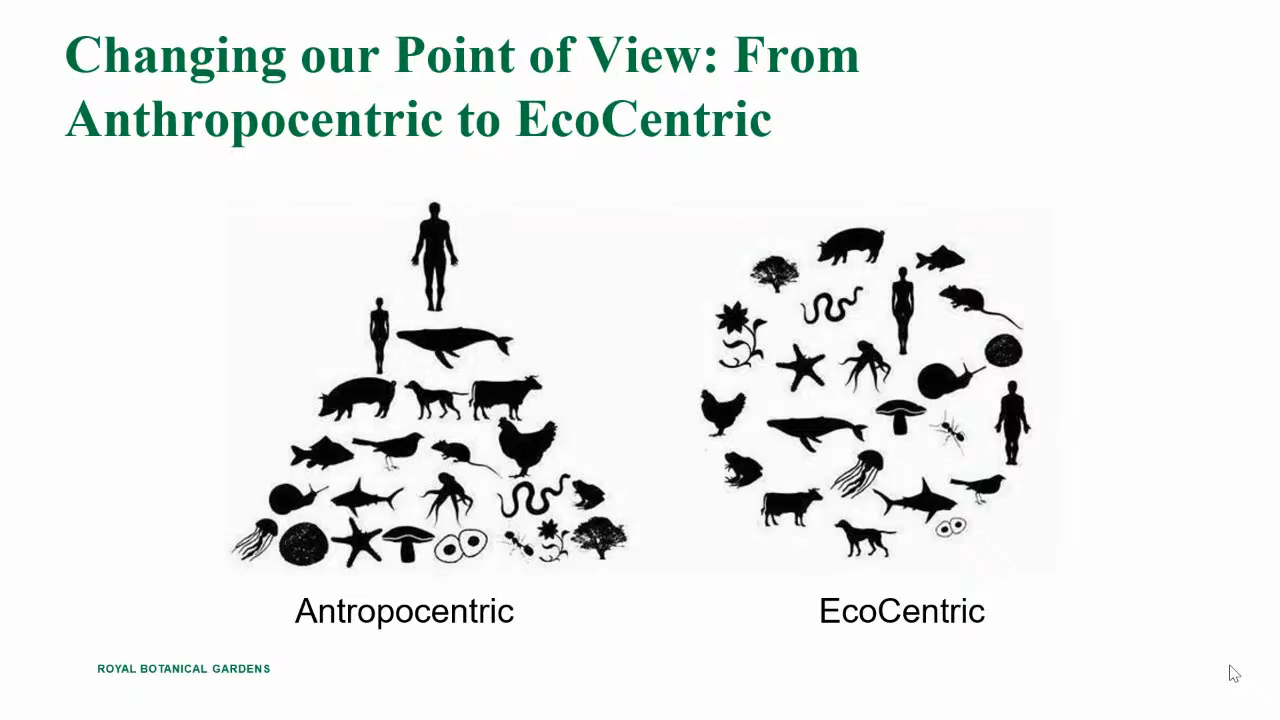 Changing our Point of View: From
Anthropocentric to EcoCentric
Antropocentric
EcoCentric
ROYAL BOTANICAL GARDENS